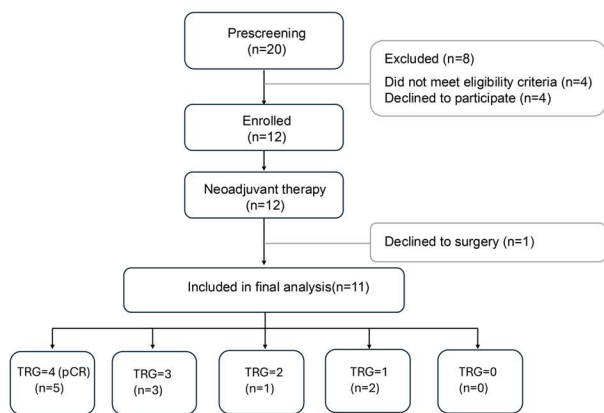 Prescreening
(n=20)
Excluded (n=8)
Did not meet eligibility criteria (n=4)
Declined to participate (n=4)
Enrolled
(n=12)
Neoadjuvant therapy
(n=12)
Declined to surgery (n=1)
Included in final analysis(n=11)
TRG=4 (pCR)
(n=5)
TRG=3
(n=3)
TRG=2
(n=1)
TRG=1
(n=2)
TRG=0
(n=0)